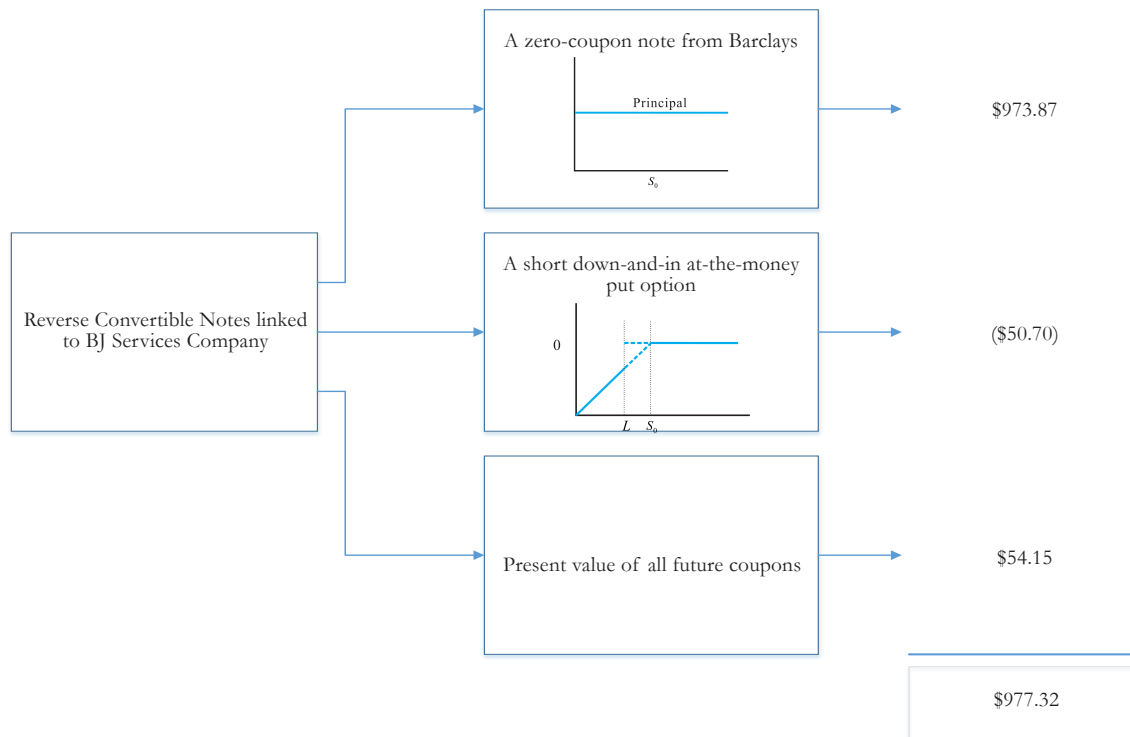 A zero-coupon note from Barclays
Principal
S₀
$973.87
Reverse Convertible Notes linked
to BJ Services Company
A short down-and-in at-the-money
put option
0
L S₀
($50.70)
Present value of all future coupons
$54.15
$977.32